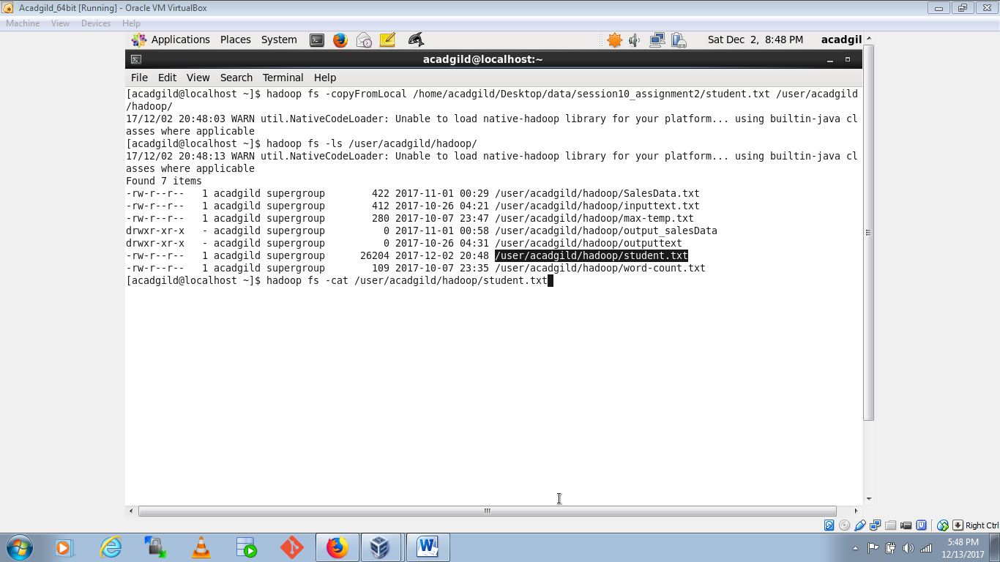 Acadgild_64bit [Running] - Oracle VM VirtualBox
Machine View Devices Help
Applications Places System Sat Dec 2, 8:48 PM acadgil
acadgild@localhost:~
File Edit View Search Terminal Help
[acadgild@localhost ~]$ hadoop fs -copyFromLocal /home/acadgild/Desktop/data/session10_assignment2/student.txt /user/acadgild
/hadoop/
17/12/02 20:48:03 WARN util.NativeCodeLoader: Unable to load native-hadoop library for your platform... using builtin-java cl
asses where applicable
[acadgild@localhost ~]$ hadoop fs -ls /user/acadgild/hadoop/
17/12/02 20:48:13 WARN util.NativeCodeLoader: Unable to load native-hadoop library for your platform... using builtin-java cl
asses where applicable
Found 7 items
-rw-r--r-- 1 acadgild supergroup 422 2017-11-01 00:29 /user/acadgild/hadoop/SalesData.txt
-rw-r--r-- 1 acadgild supergroup 412 2017-10-26 04:21 /user/acadgild/hadoop/inputtext.txt
-rw-r--r-- 1 acadgild supergroup 280 2017-10-07 23:47 /user/acadgild/hadoop/max-temp.txt
drwxr-xr-x - acadgild supergroup 0 2017-11-01 00:58 /user/acadgild/hadoop/output_salesData
drwxr-xr-x - acadgild supergroup 0 2017-10-26 04:31 /user/acadgild/hadoop/outputtext
-rw-r--r-- 1 acadgild supergroup 26204 2017-12-02 20:48 /user/acadgild/hadoop/student.txt
-rw-r--r-- 1 acadgild supergroup 109 2017-10-07 23:35 /user/acadgild/hadoop/word-count.txt
[acadgild@localhost ~]$ hadoop fs -cat /user/acadgild/hadoop/student.txt
Right Ctrl
5:48 PM
12/13/2017